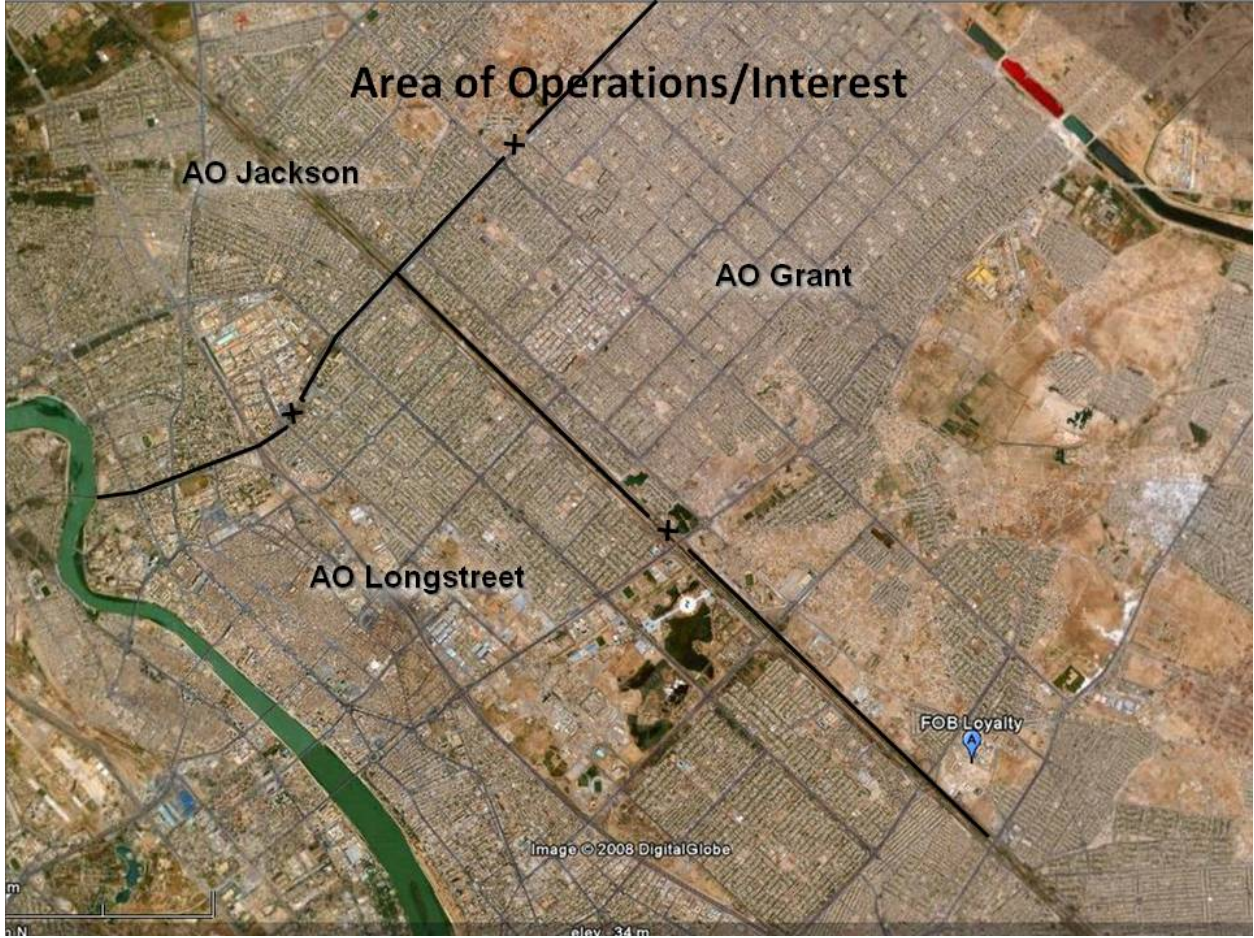 Area of Operations/Interest
AO Jackson
AO Grant
AO Longstreet
FOB Loyalty
A
Image © 2008 DigitalGlobe
m
N
elev 34 m